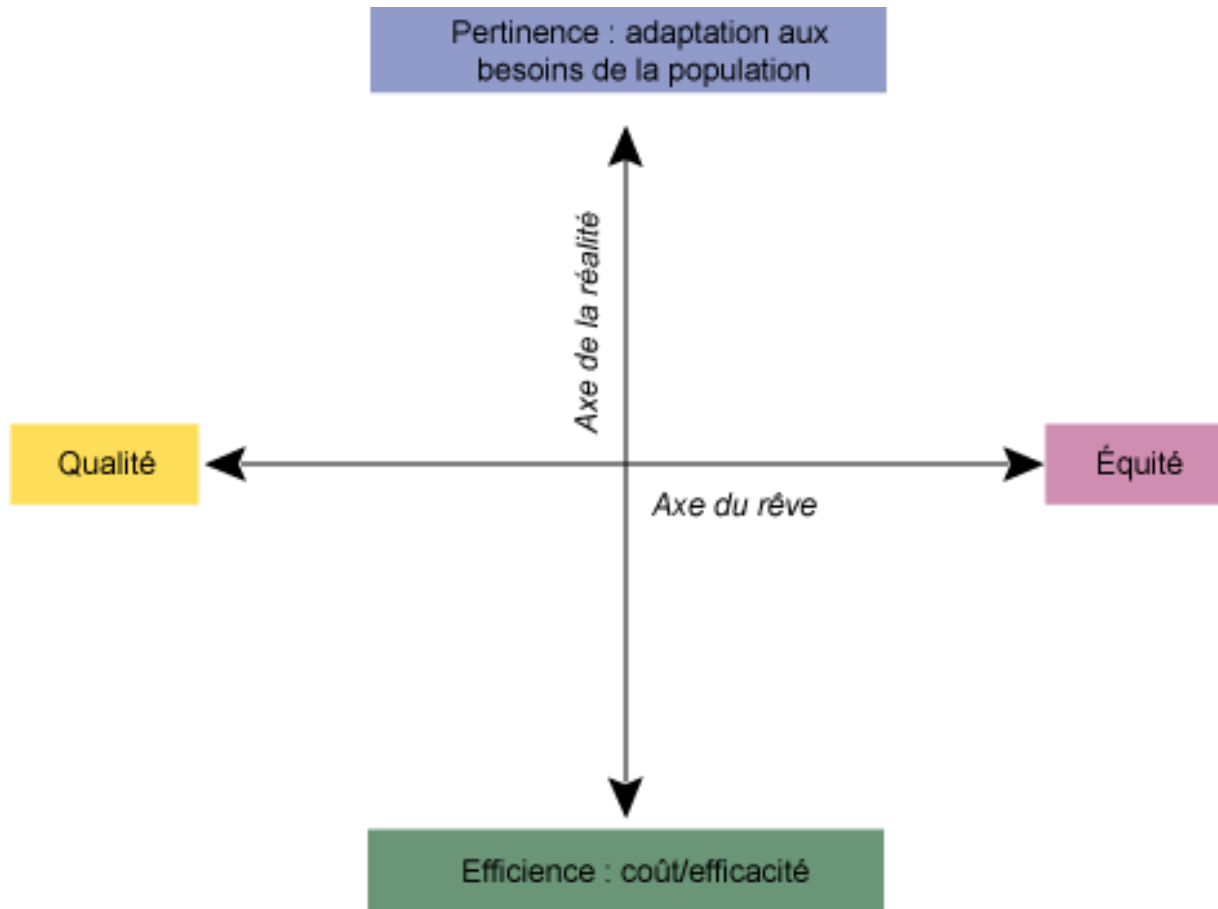 Pertinence : adaptation aux
besoins de la population
Axe de la réalité
Qualité
Équité
Axe du rêve
Efficience : coût/efficacité